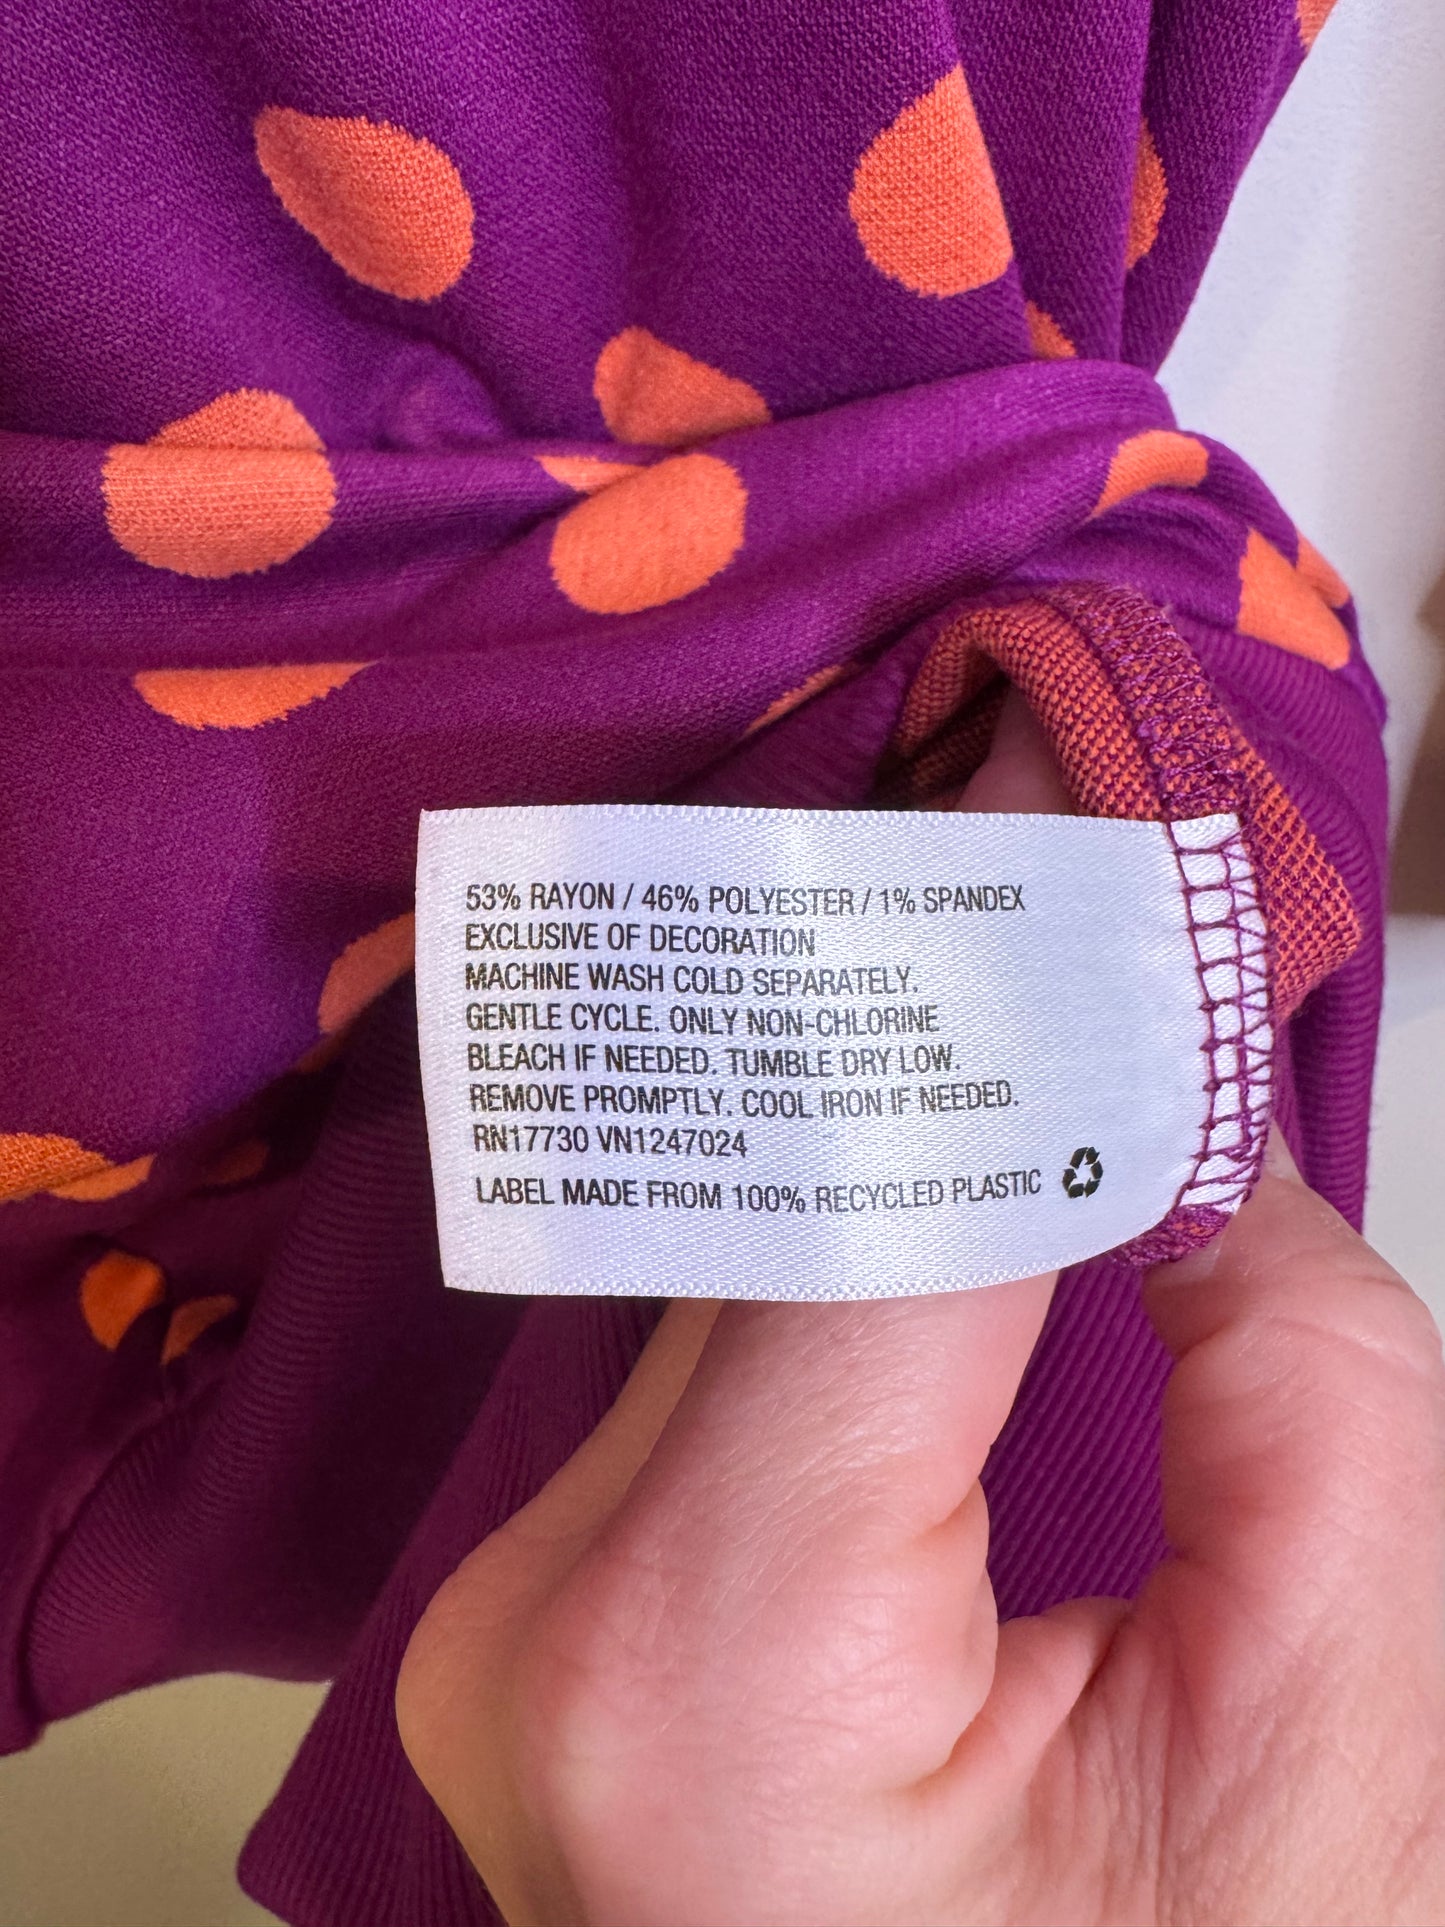 53% RAYON / 46% POLYESTER / 1% SPANDEX
EXCLUSIVE OF DECORATION
MACHINE WASH COLD SEPARATELY.
GENTLE CYCLE. ONLY NON-CHLORINE
BLEACH IF NEEDED. TUMBLE DRY LOW.
REMOVE PROMPTLY. COOL IRON IF NEEDED.
RN17730 VN1247024
LABEL MADE FROM 100% RECYCLED PLASTIC